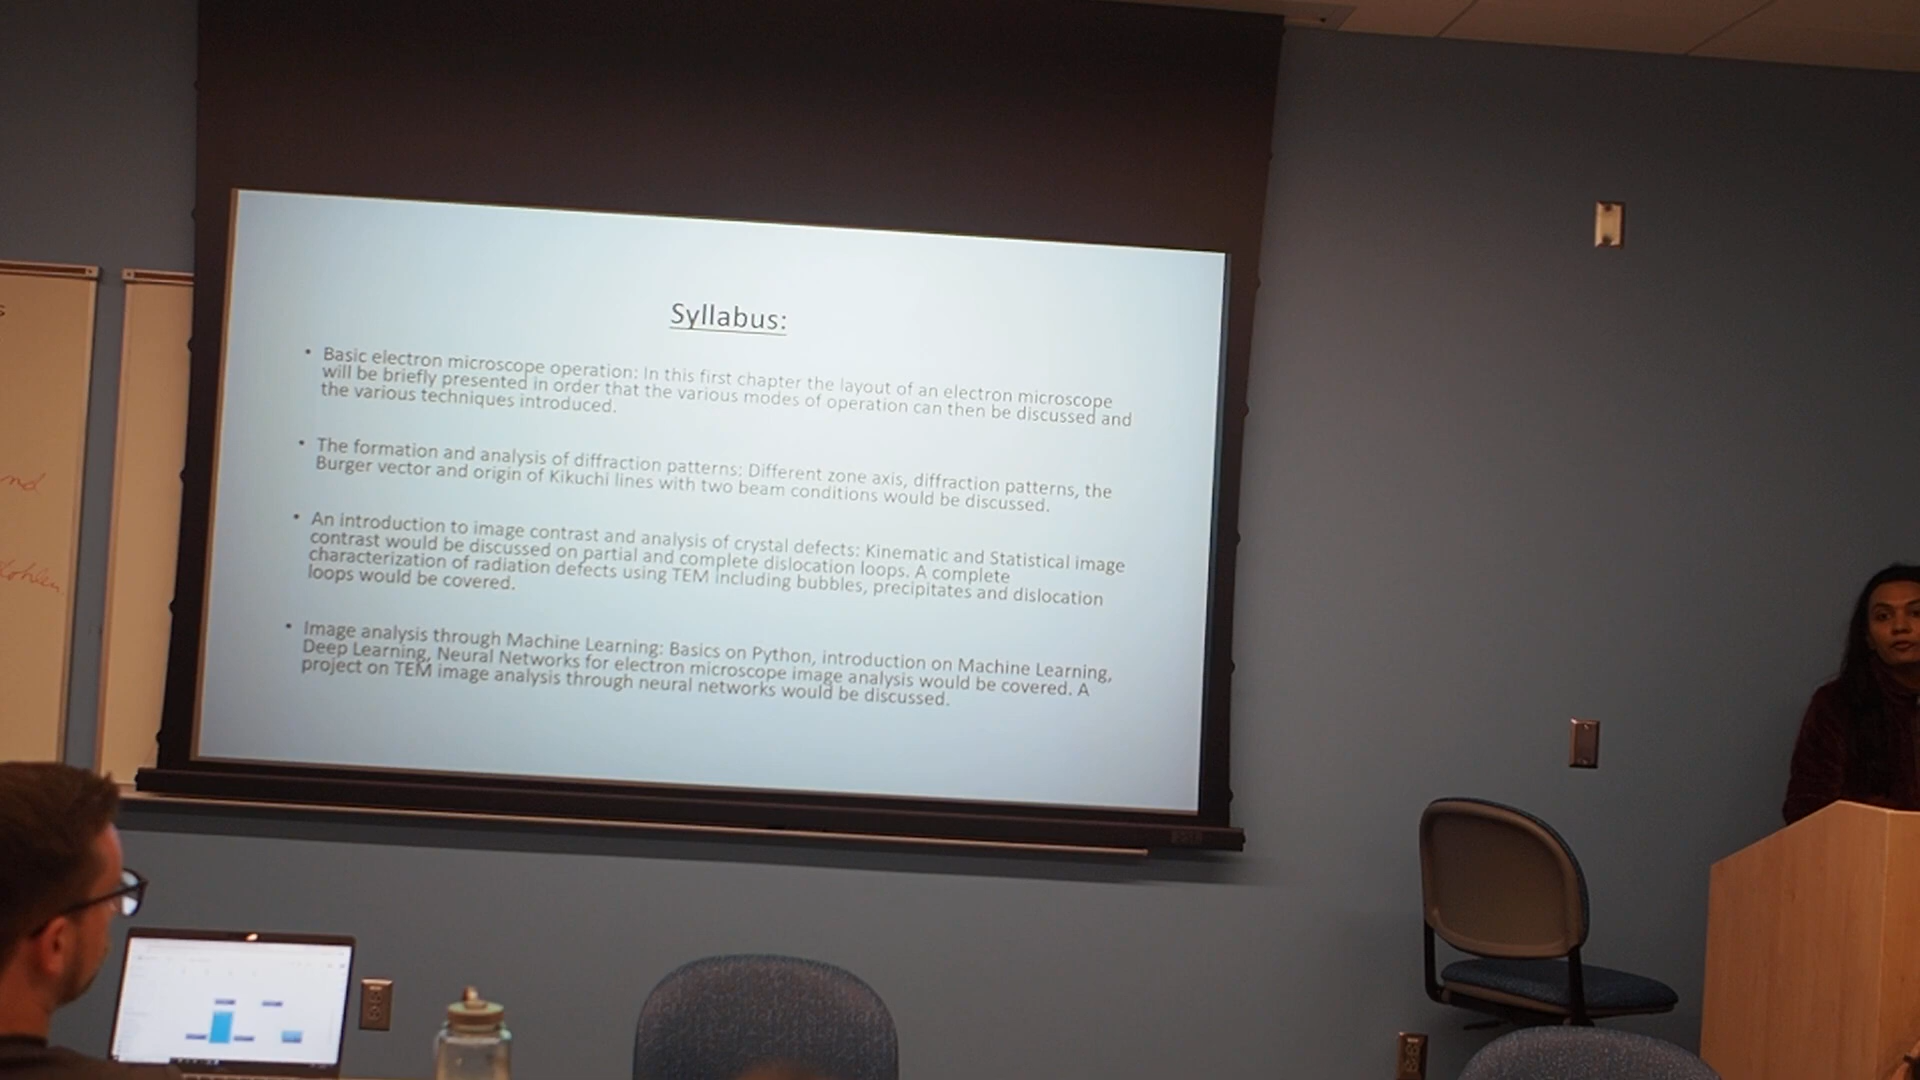 Syllabus:
• Basic electron microscope operation: In this first chapter the layout of an electron microscope
will be briefly presented in order that the various modes of operation can then be discussed and
the various techniques introduced.
• The formation and analysis of diffraction patterns: Different zone axis, diffraction patterns, the
Burger vector and origin of Kikuchi lines with two beam conditions would be discussed.
• An introduction to image contrast and analysis of crystal defects: Kinematic and Statistical image
contrast would be discussed on partial and complete dislocation loops. A complete
characterization of radiation defects using TEM including bubbles, precipitates and dislocation
loops would be covered.
• Image analysis through Machine Learning: Basics on Python, introduction on Machine Learning,
Deep Learning, Neural Networks for electron microscope image analysis would be covered. A
project on TEM image analysis through neural networks would be discussed.
nd